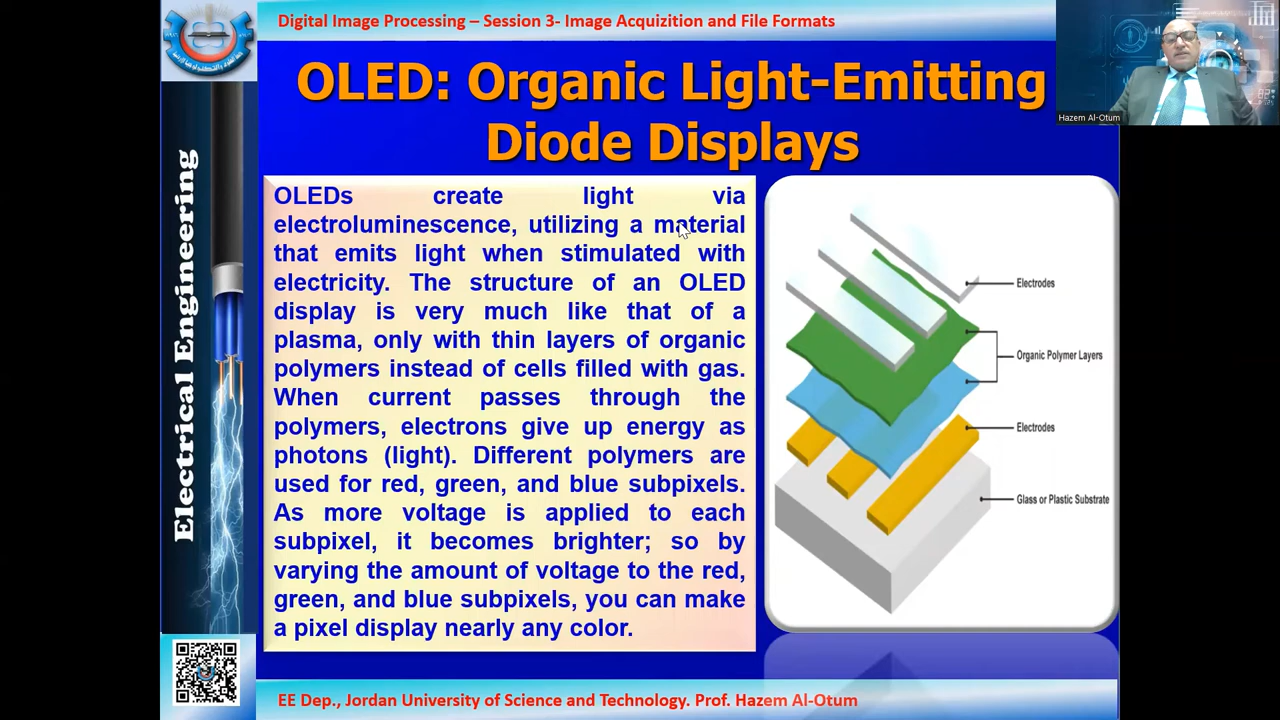 Digital Image Processing – Session 3- Image Acquizition and File Formats
OLED: Organic Light-Emitting
Diode Displays
Hazem Al-Otum
Electrical Engineering
OLEDs create light via
electroluminescence, utilizing a material
that emits light when stimulated with
electricity. The structure of an OLED
display is very much like that of a
plasma, only with thin layers of organic
polymers instead of cells filled with gas.
When current passes through the
polymers, electrons give up energy as
photons (light). Different polymers are
used for red, green, and blue subpixels.
As more voltage is applied to each
subpixel, it becomes brighter; so by
varying the amount of voltage to the red,
green, and blue subpixels, you can make
a pixel display nearly any color.
Electrodes
Organic Polymer Layers
Electrodes
Glass or Plastic Substrate
EE Dep., Jordan University of Science and Technology. Prof. Hazem Al-Otum